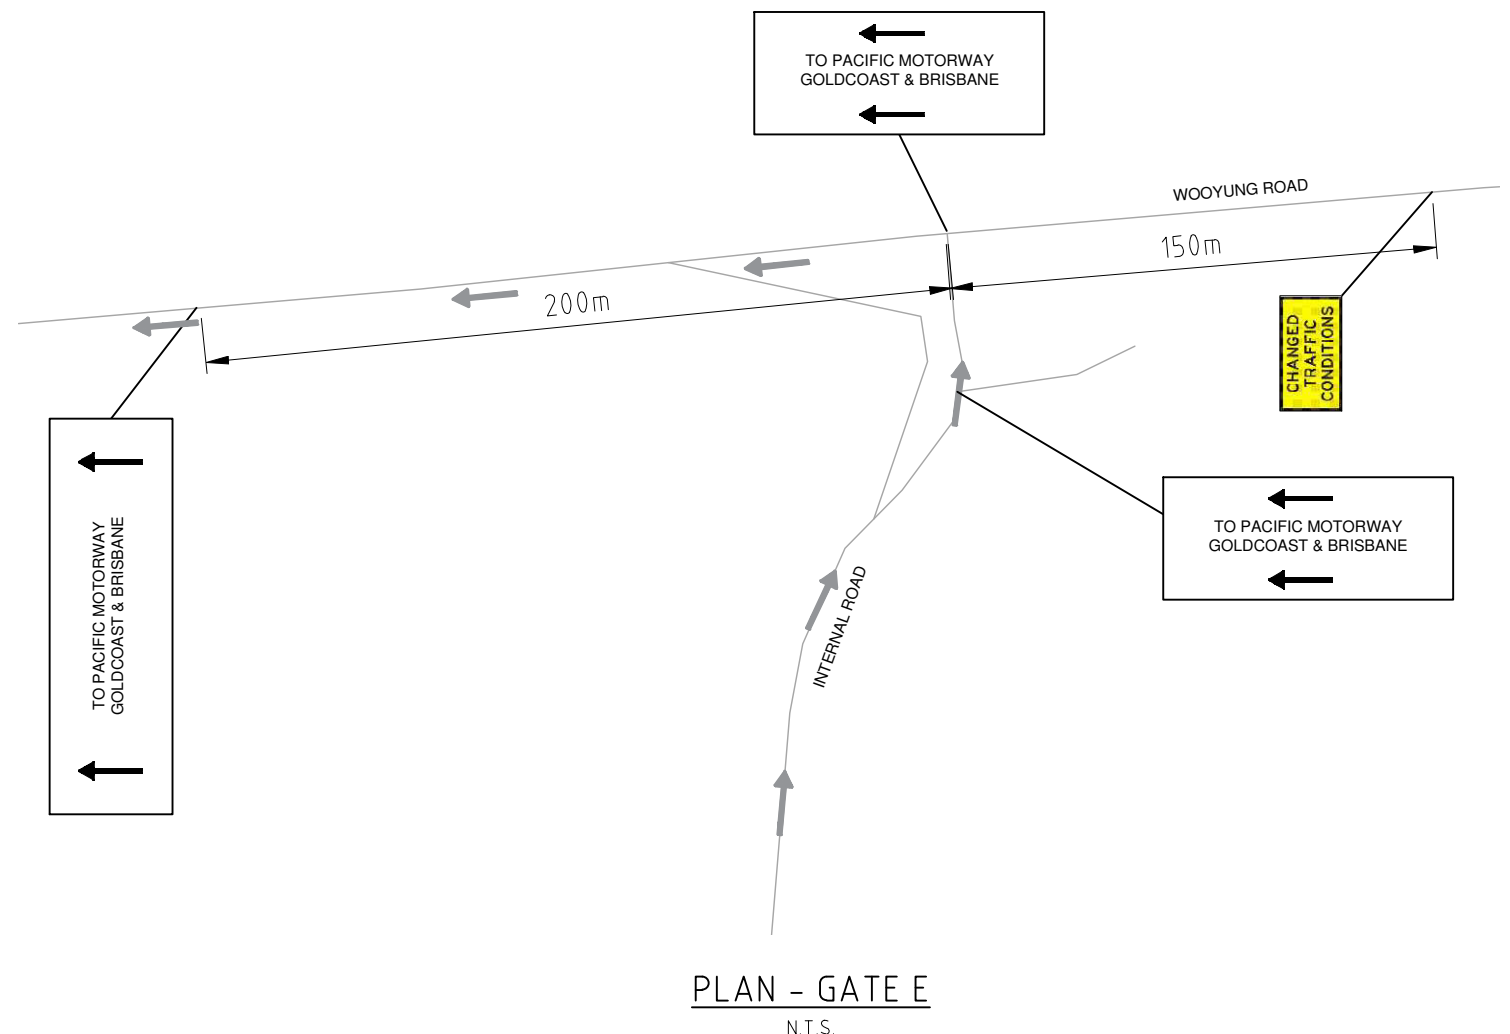 TO PACIFIC MOTORWAY
GOLDCOAST & BRISBANE
WOOYUNG ROAD
150m
200m
CHANGED
TRAFFIC
CONDITIONS
TO PACIFIC MOTORWAY
GOLDCOAST & BRISBANE
TO PACIFIC MOTORWAY
GOLDCOAST & BRISBANE
INTERNAL ROAD
PLAN - GATE E
N.T.S.